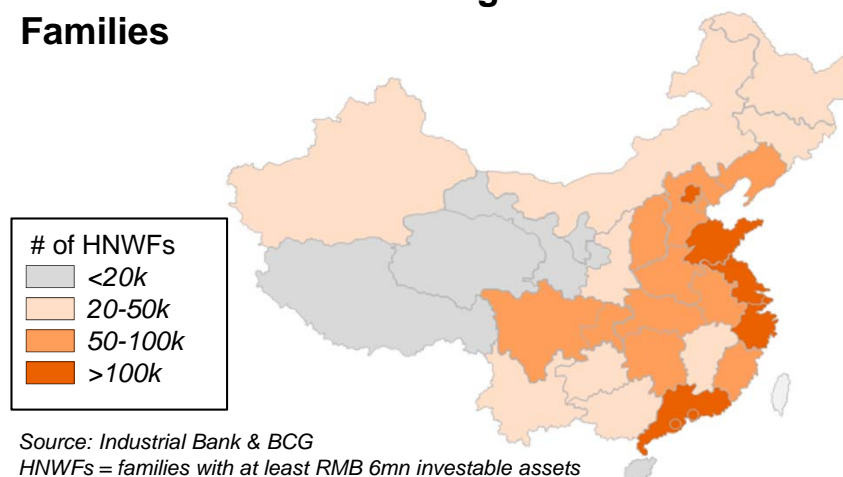 Families
# of HNWFs
<20k
20-50k
50-100k
>100k
Source: Industrial Bank & BCG
HNWFs = families with at least RMB 6mn investable assets